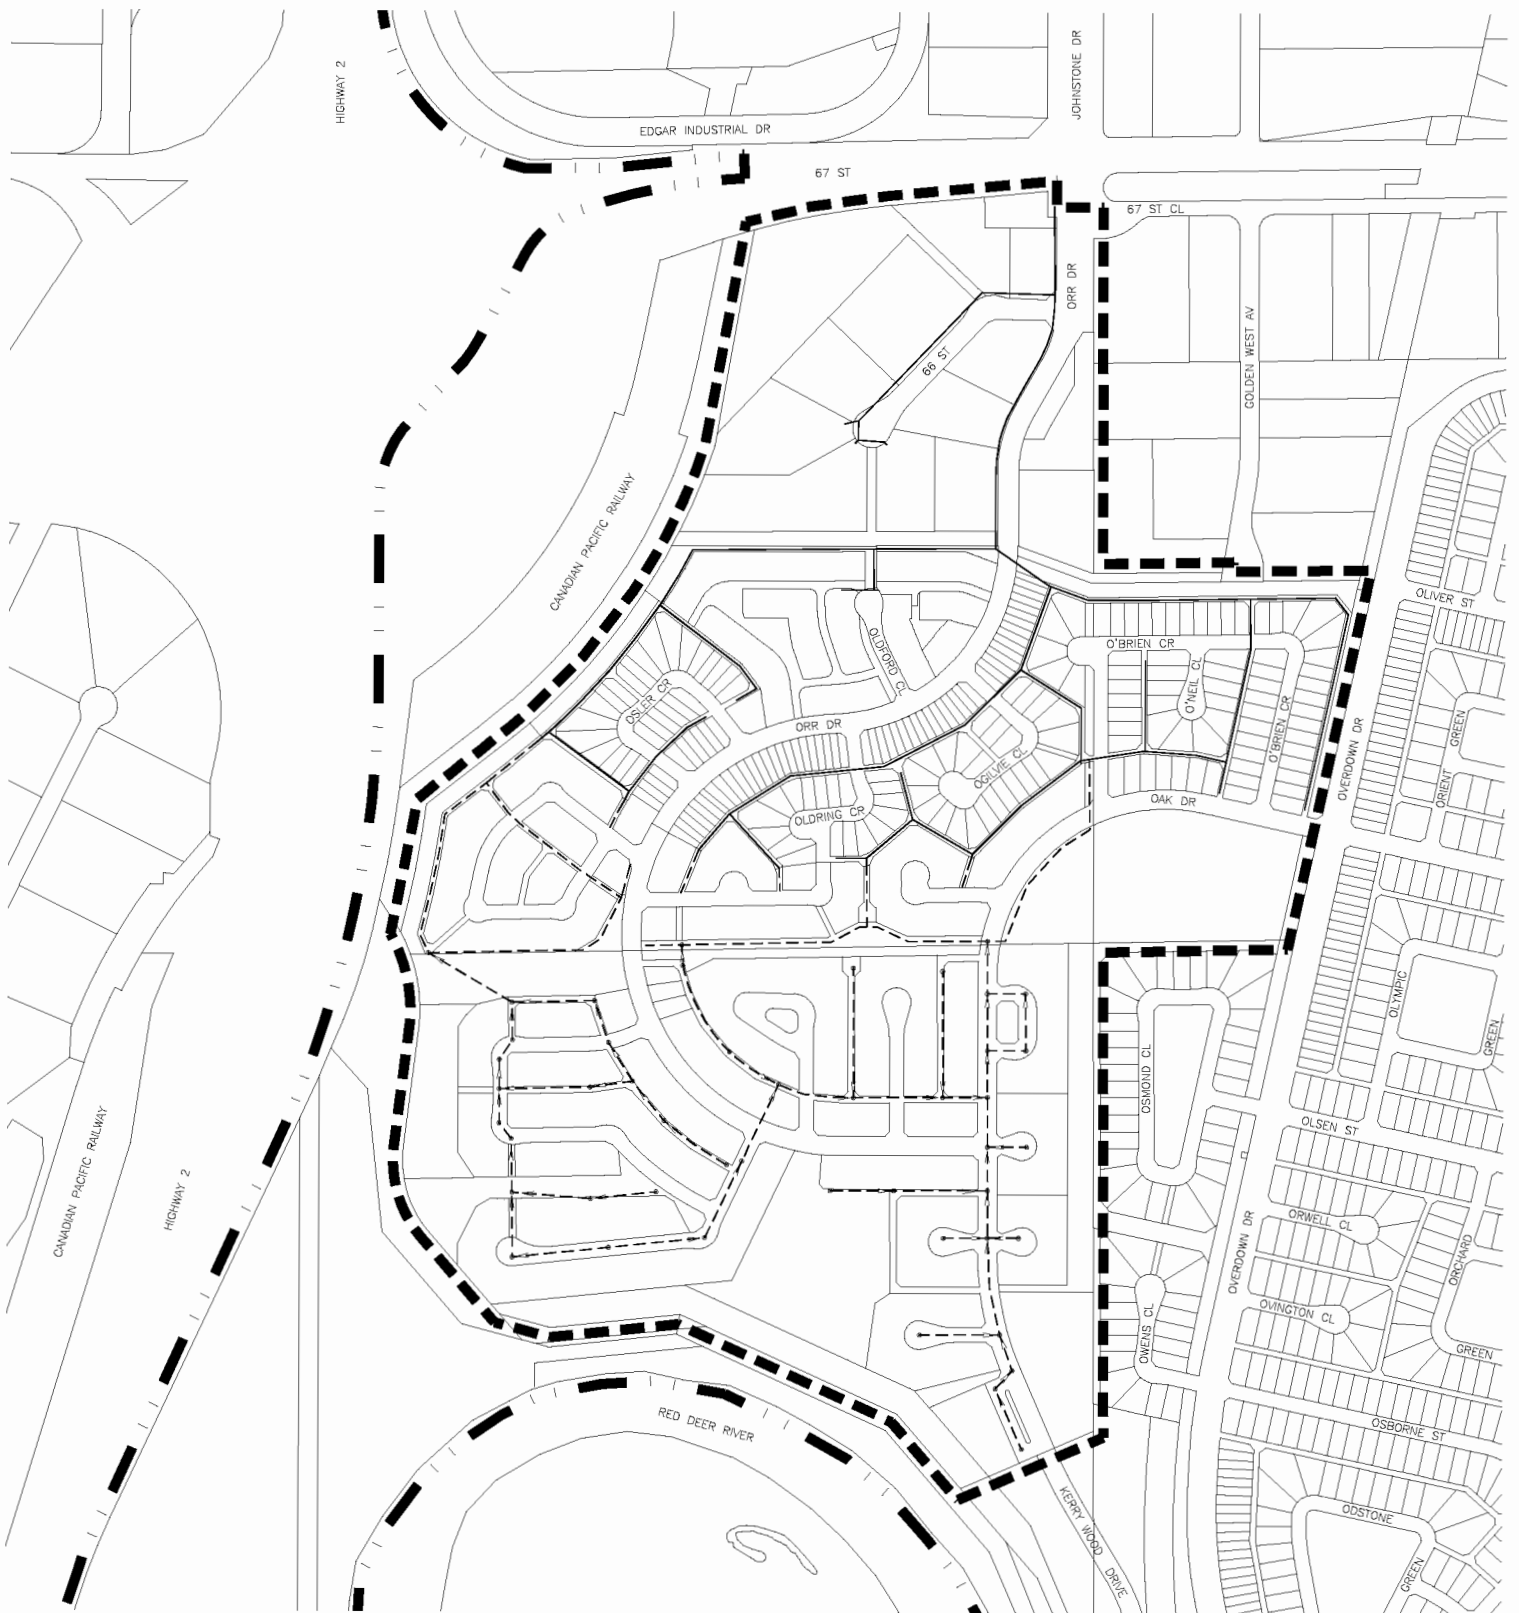 HIGHWAY 2
JOHNSTONE DR
EDGAR INDUSTRIAL DR
67 ST
67 ST CL
ORR DR
GOLDEN WEST AV
66 ST
CANADIAN PACIFIC RAILWAY
OLIVER ST
OLDFORD CL
O'BRIEN CR
O'NEIL CL
OSLER CR
ORR DR
O'BRIEN CR
GREEN
OVERDOWN DR
OGILVIE CL
ORIENT
OLDRING CR
OAK DR
OLYMPIC
GREEN
OSMOND CL
OLSEN ST
CANADIAN PACIFIC RAILWAY
HIGHWAY 2
ORWELL CL
OVERDOWN DR
ORCHARD
OVINGTON CL
OWENS CL
GREEN
RED DEER RIVER
OSBORNE ST
KERRY WOOD DRIVE
ODSTONE
GREEN